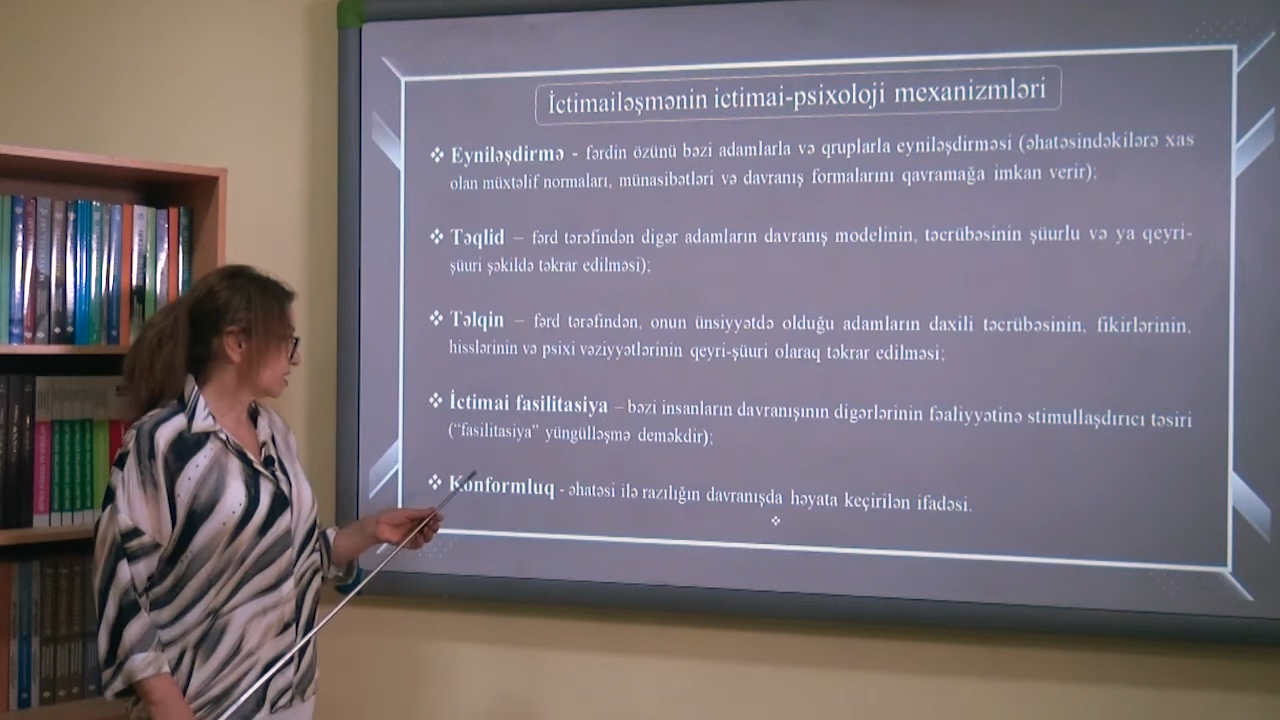 İctimailəşmənin ictimai-psixoloji mexanizmləri
❖ Eyniləşdirmə - fərdin özünü bəzi adamlarla və qruplarla eyniləşdirməsi (əhatəsindəkilərə xas
olan müxtəlif normaları, münasibətləri və davranış formalarını qavramağa imkan verir);
❖ Təqlid – fərd tərəfindən digər adamların davranış modelinin, təcrübəsinin şüurlu və ya qeyri-
şüuri şəkildə təkrar edilməsi);
❖ Təlqin – fərd tərəfindən, onun ünsiyyətdə olduğu adamların daxili təcrübəsinin, fikirlərinin,
hisslərinin və psixi vəziyyətlərinin qeyri-şüuri olaraq təkrar edilməsi;
❖ İctimai fasilitasiya – bəzi insanların davranışının digərlərinin fəaliyyətinə stimullaşdırıcı təsiri
(“fasilitasiya” yüngülləşmə deməkdir);
❖ Konformluq - əhatəsi ilə razılığın davranışda həyata keçirilən ifadəsi.